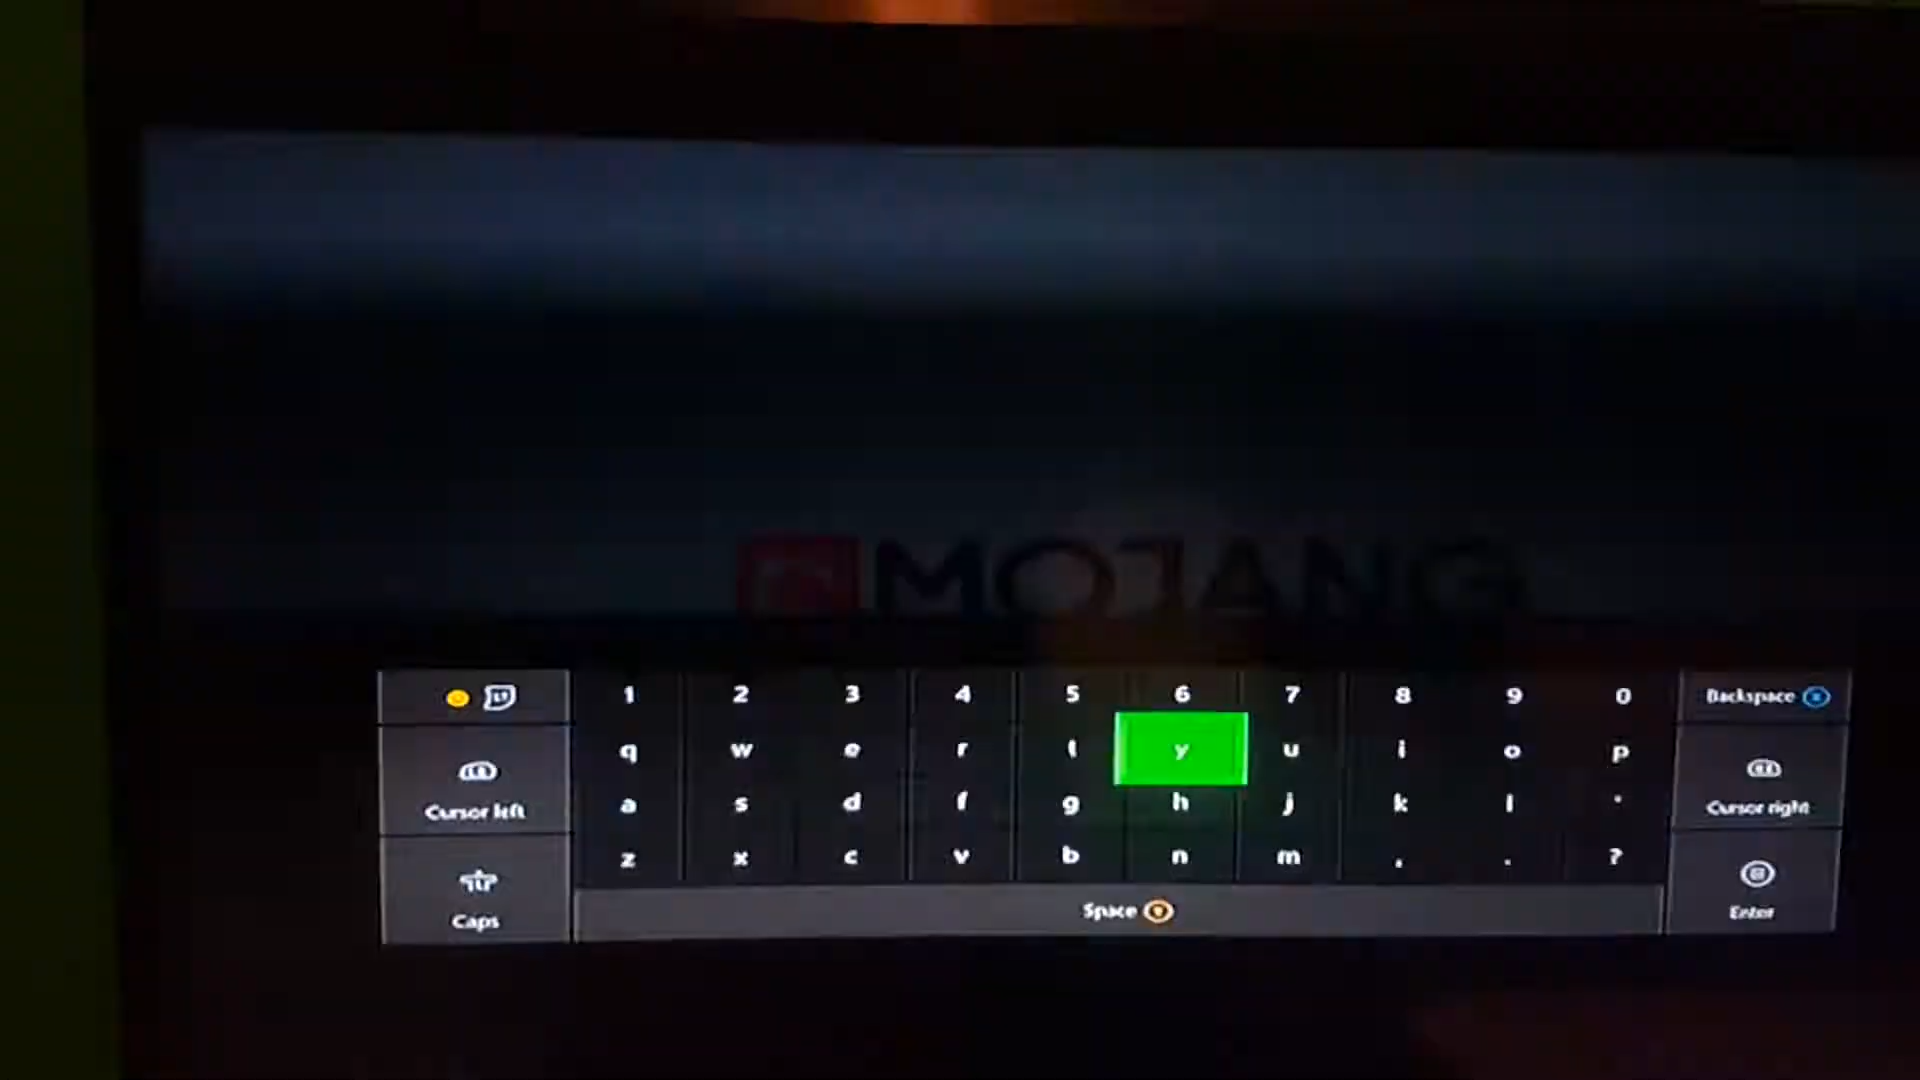 MOJANG
1 2 3 4 5 6 7 8 9 0 Backspace
q w e r t y u i o p
Cursor left a s d f g h j k l ' Cursor right
z x c v b n m , . ?
Caps Space Enter